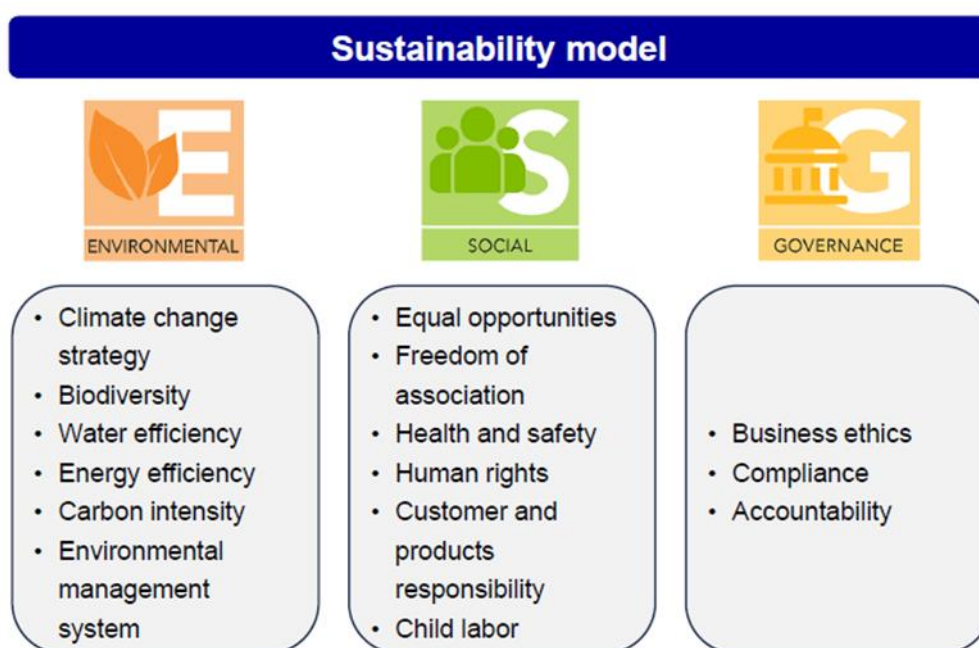 Sustainability model
E
ENVIRONMENTAL
S
SOCIAL
G
GOVERNANCE
• Climate change
strategy
• Biodiversity
• Water efficiency
• Energy efficiency
• Carbon intensity
• Environmental
management
system
• Equal opportunities
• Freedom of
association
• Health and safety
• Human rights
• Customer and
products
responsibility
• Child labor
• Business ethics
• Compliance
• Accountability